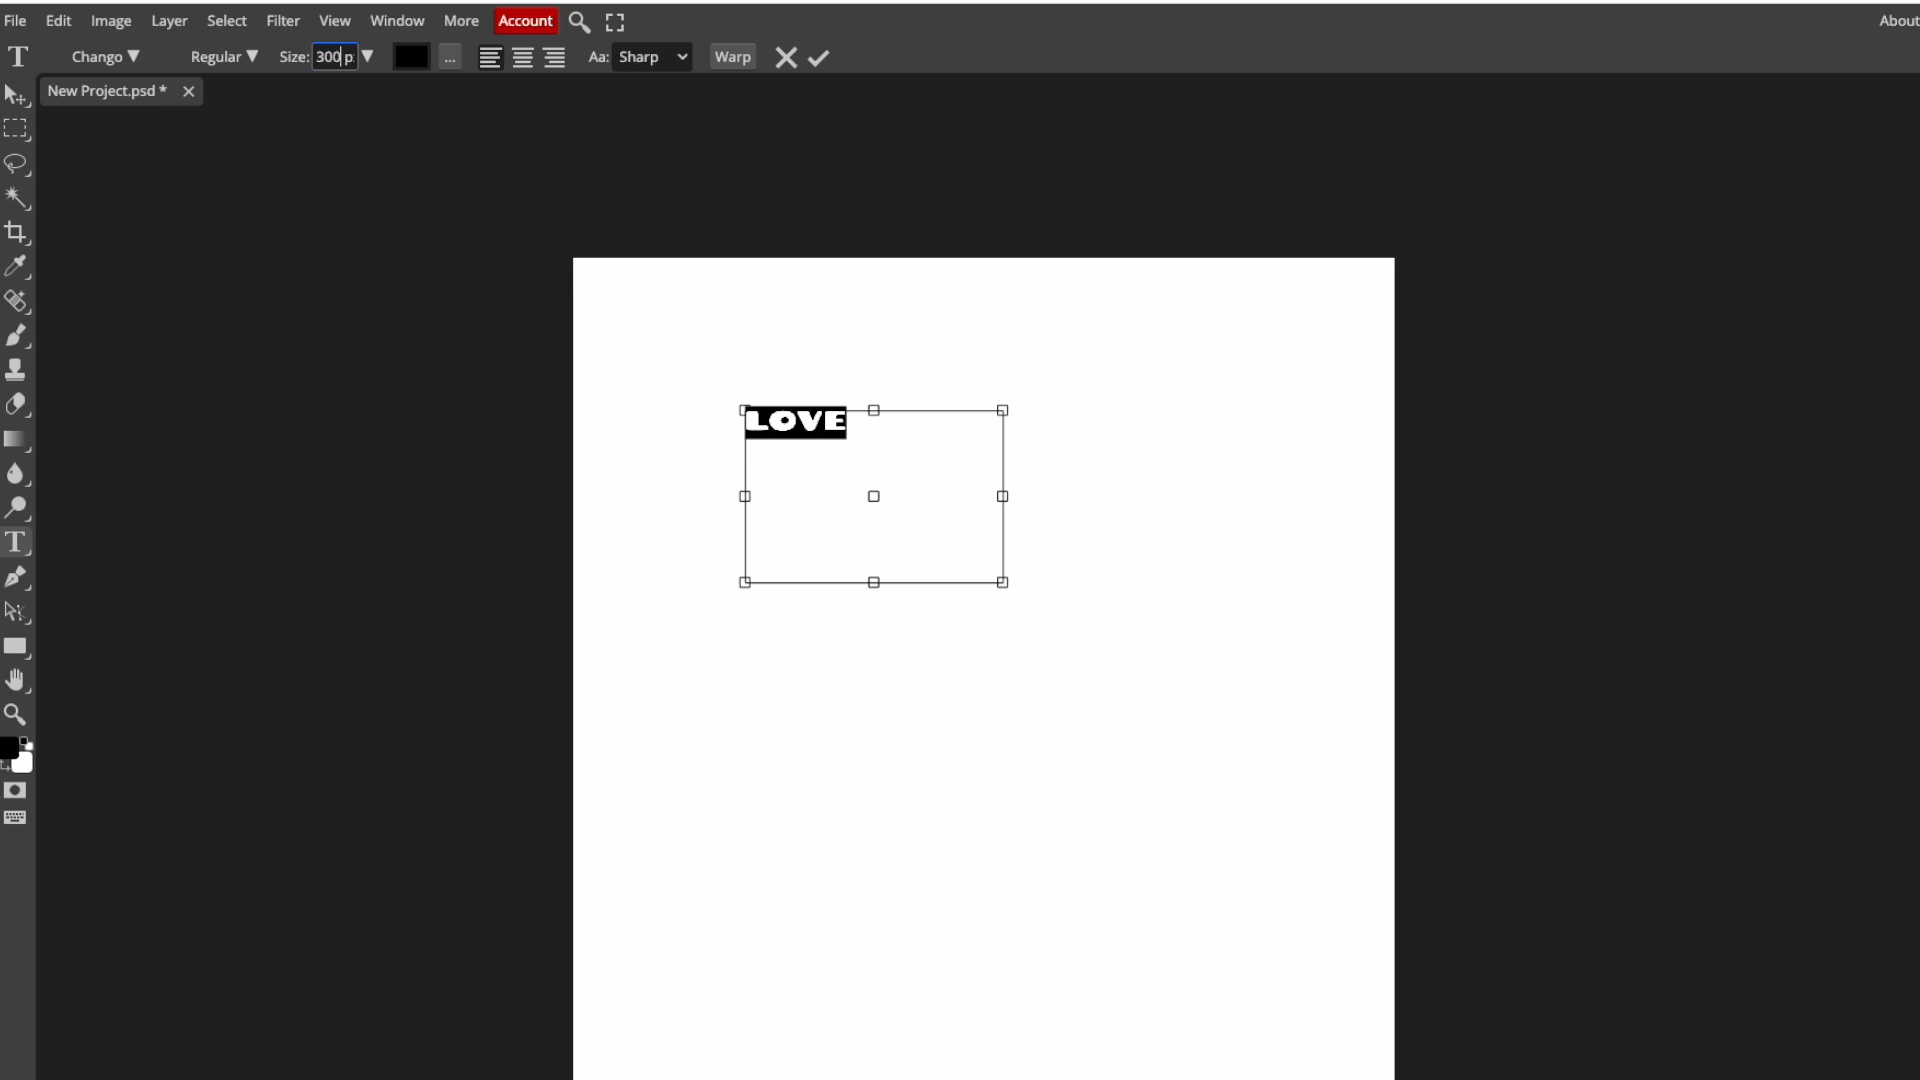 File Edit Image Layer Select Filter View Window More Account About
T Chango ▼ Regular ▼ Size: 300 p ▼ ... Aa: Sharp Warp
New Project.psd *
LOVE